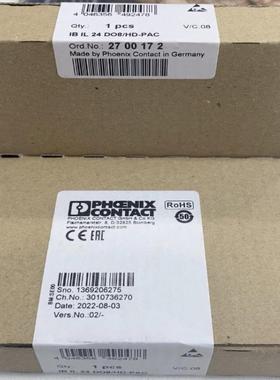 4 046356 492478
Qty.: 1 pcs V/C.08
IB IL 24 DO8/HD-PAC
Ord.No.: 27 00 17 2
Made by Phoenix Contact in Germany
PHŒNIX CONTACT
RoHS
PHOENIX CONTACT GmbH & Co KG
Flachsmarktstr. 8, D-32825 Blomberg
www.phoenixcontact.com
50
CE EAC
Sno. 1369206275
Ch.No.: 3010736270
Date: 2022-08-03
Vers.No.:02/-
Qty.: 1 pcs V/C.08
IB IL 24 DO8/HD-PAC